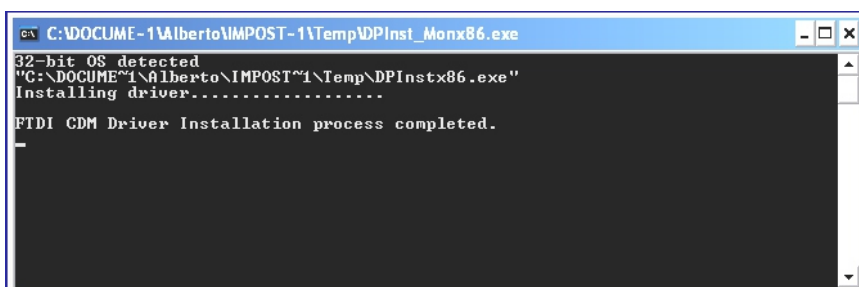 C:\DOCUME~1\Alberto\IMPOST~1\Temp\DPInst_Monx86.exe
32-bit OS detected
"C:\DOCUME~1\Alberto\IMPOST~1\Temp\DPInstx86.exe"
Installing driver...................
FTDI CDM Driver Installation process completed.